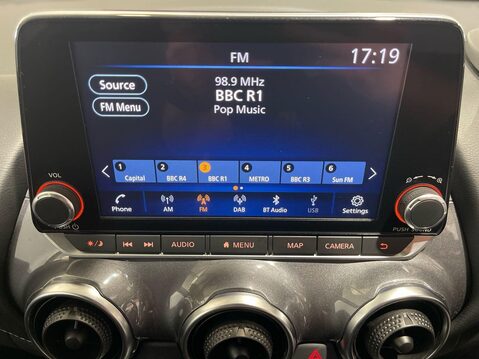 FM
17:19
Source
98.9 MHz
BBC R1
FM Menu
Pop Music
1 Capital
2 BBC R4
BBC R1
4 METRO
5 BBC R3
6 Sun FM
VOL
Phone
AM
FM
DAB
BT Audio
USB
Settings
PUSH
PUSH SOUND
AUDIO
MENU
MAP
CAMERA